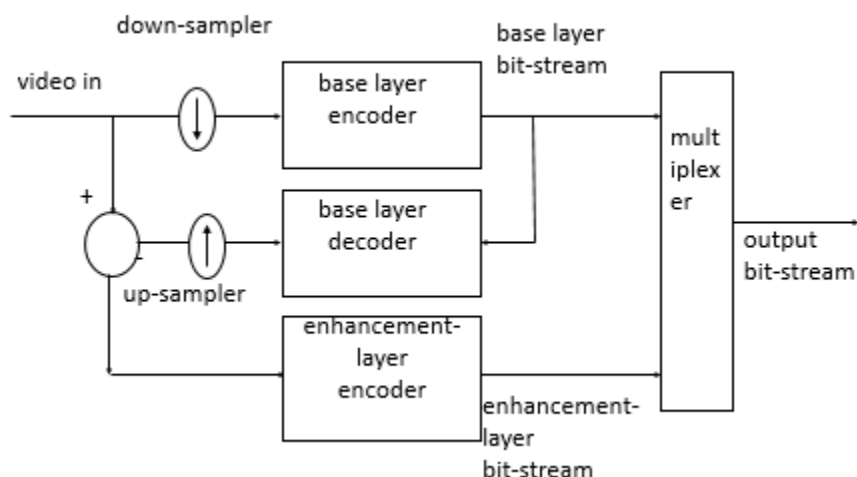 down-sampler
base layer
bit-stream
video in
base layer
encoder
mult
iplex
er
+
base layer
decoder
-
output
bit-stream
up-sampler
enhancement-
layer
encoder
enhancement-
layer
bit-stream